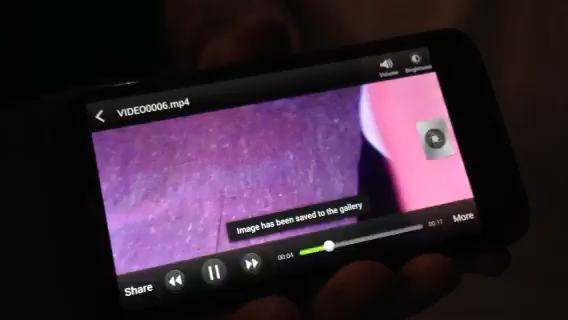 VIDEO0006.mp4
Volume
Brightness
Image has been saved to the gallery
00:04
00:17
More
Share